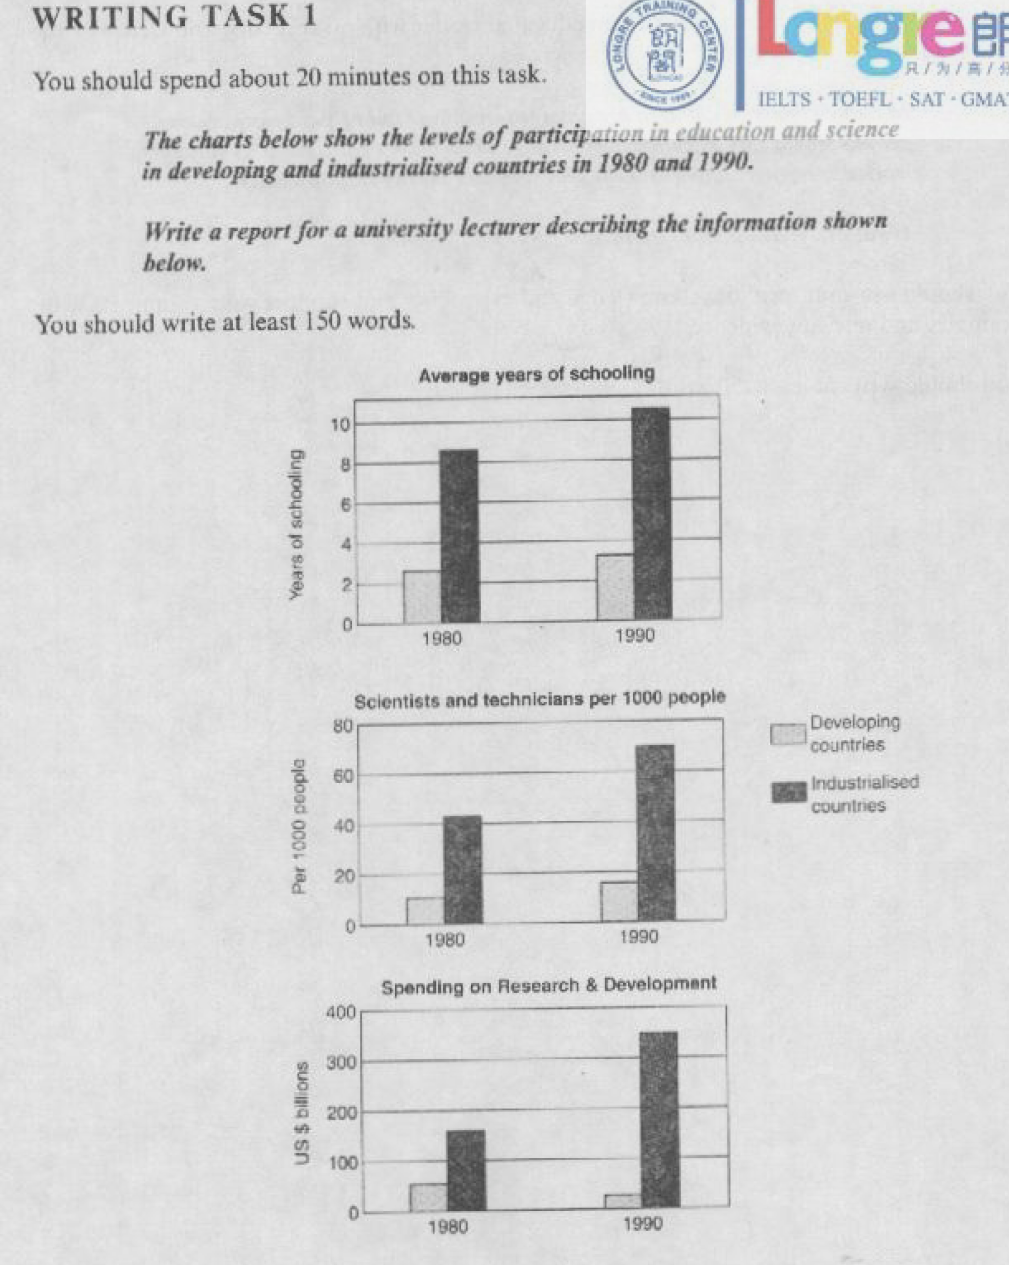 WRITING TASK 1
LONGRE TRAINING CENTER
朗阁
SINCE 1999
Longre 朗
只/为/高/分
IELTS · TOEFL · SAT · GMAT
You should spend about 20 minutes on this task.
The charts below show the levels of participation in education and science
in developing and industrialised countries in 1980 and 1990.
Write a report for a university lecturer describing the information shown
below.
You should write at least 150 words.
Average years of schooling
Years of schooling
10
8
6
4
2
0
1980 1990
Scientists and technicians per 1000 people
Per 1000 people
80
60
40
20
0
1980 1990
Developing
countries
Industrialised
countries
Spending on Research & Development
US $ billions
400
300
200
100
0
1980 1990